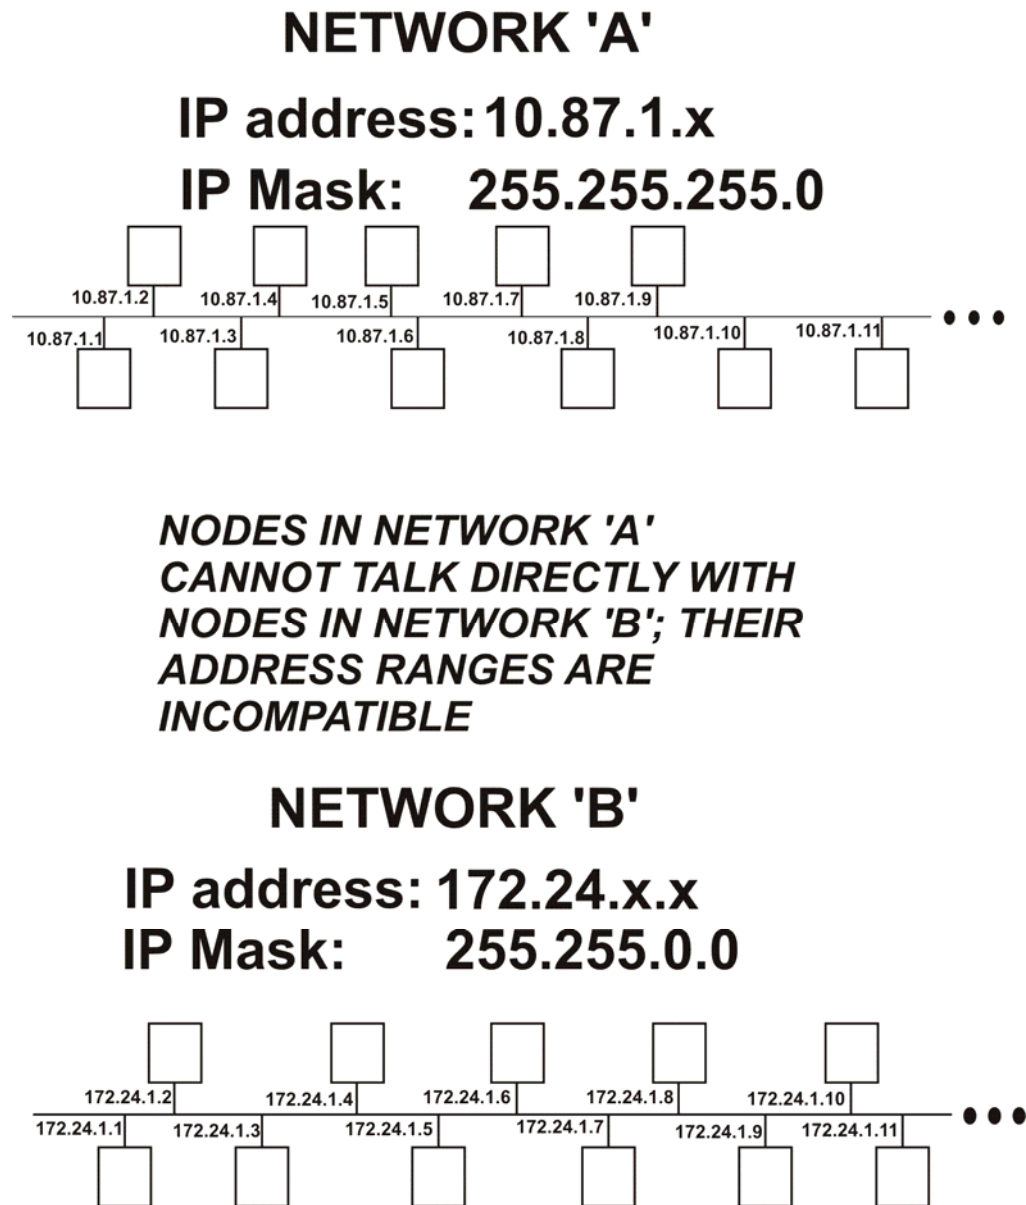 NETWORK 'A'
IP address: 10.87.1.x
IP Mask: 255.255.255.0
10.87.1.2 10.87.1.4 10.87.1.5 10.87.1.7 10.87.1.9
10.87.1.1 10.87.1.3 10.87.1.6 10.87.1.8 10.87.1.10 10.87.1.11
NODES IN NETWORK 'A'
CANNOT TALK DIRECTLY WITH
NODES IN NETWORK 'B'; THEIR
ADDRESS RANGES ARE
INCOMPATIBLE
NETWORK 'B'
IP address: 172.24.x.x
IP Mask: 255.255.0.0
172.24.1.2 172.24.1.4 172.24.1.6 172.24.1.8 172.24.1.10
172.24.1.1 172.24.1.3 172.24.1.5 172.24.1.7 172.24.1.9 172.24.1.11